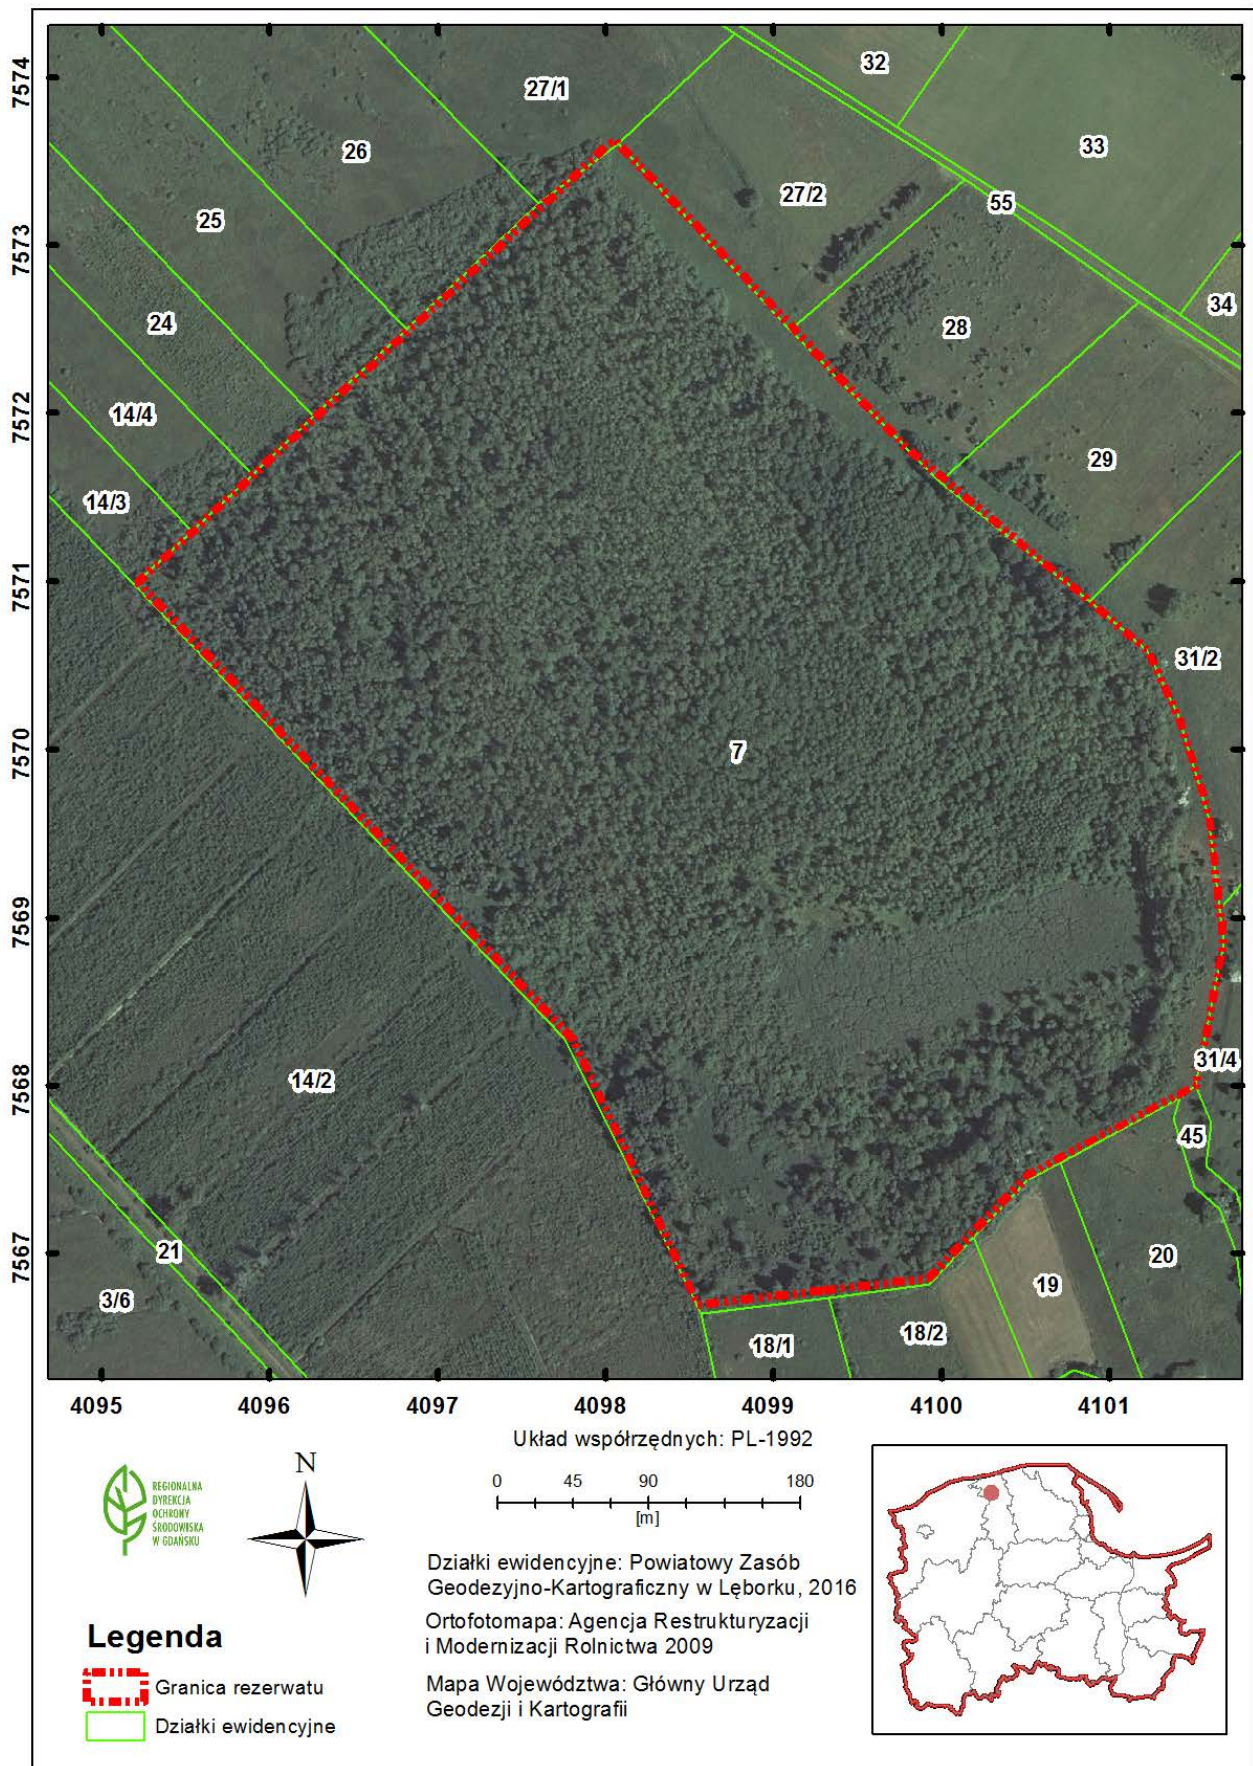 7574
7573
7572
7571
7570
7569
7568
7567
32
27/1
33
26
27/2
55
25
34
24
28
14/4
29
14/3
31/2
7
31/4
14/2
45
21
20
19
3/6
18/2
18/1
4095 4096 4097 4098 4099 4100 4101
Układ współrzędnych: PL-1992
N
0 45 90 180
[m]
REGIONALNA
DYREKCJA
OCHRONY
ŚRODOWISKA
W GDAŃSKU
Działki ewidencyjne: Powiatowy Zasób
Geodezyjno-Kartograficzny w Lęborku, 2016
Ortofotomapa: Agencja Restrukturyzacji
i Modernizacji Rolnictwa 2009
Mapa Województwa: Główny Urząd
Geodezji i Kartografii
Legenda
Granica rezerwatu
Działki ewidencyjne